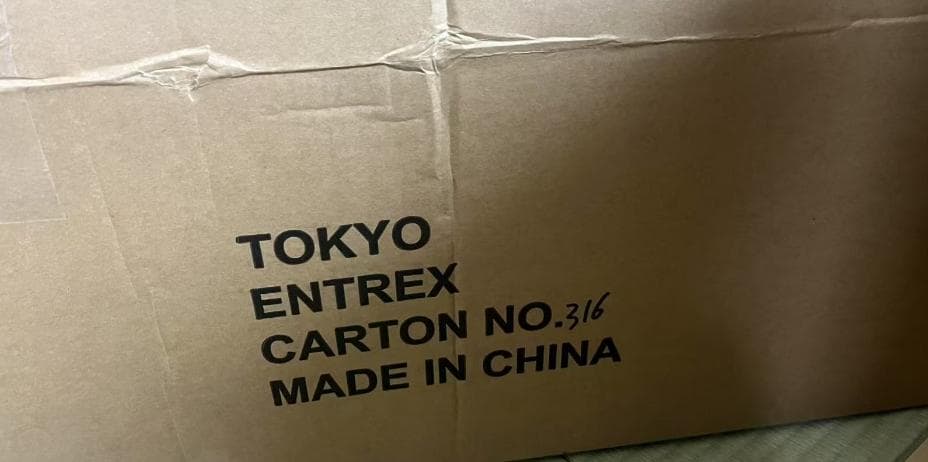 TOKYO
ENTREX
CARTON NO.316
MADE IN CHINA